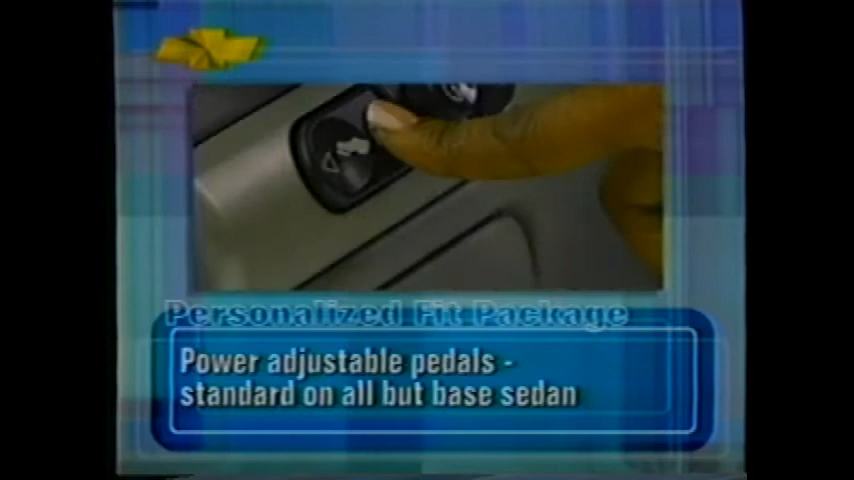 Personalized Fit Package
Power adjustable pedals -
standard on all but base sedan